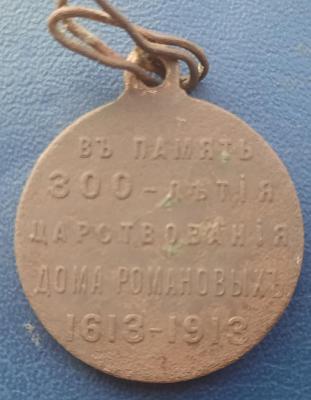 ВЪ ПАМЯТЬ
300-ЛѢТІЯ
ЦАРСТВОВАНІЯ
ДОМА РОМАНОВЫХЪ
1613-1913